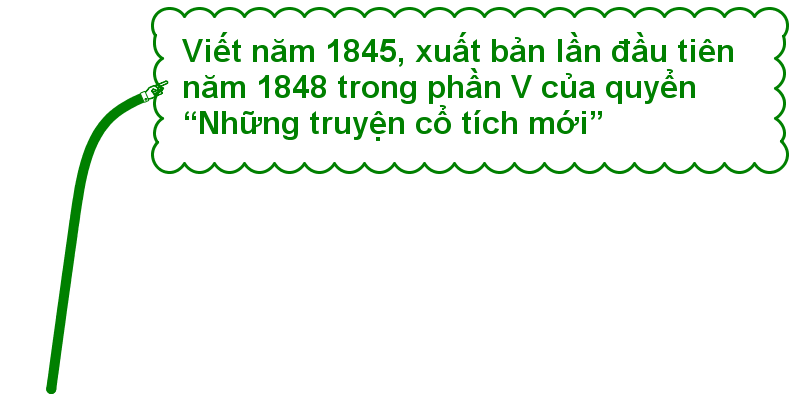 Viết năm 1845, xuất bản lần đầu tiên
năm 1848 trong phần V của quyển
“Những truyện cổ tích mới”